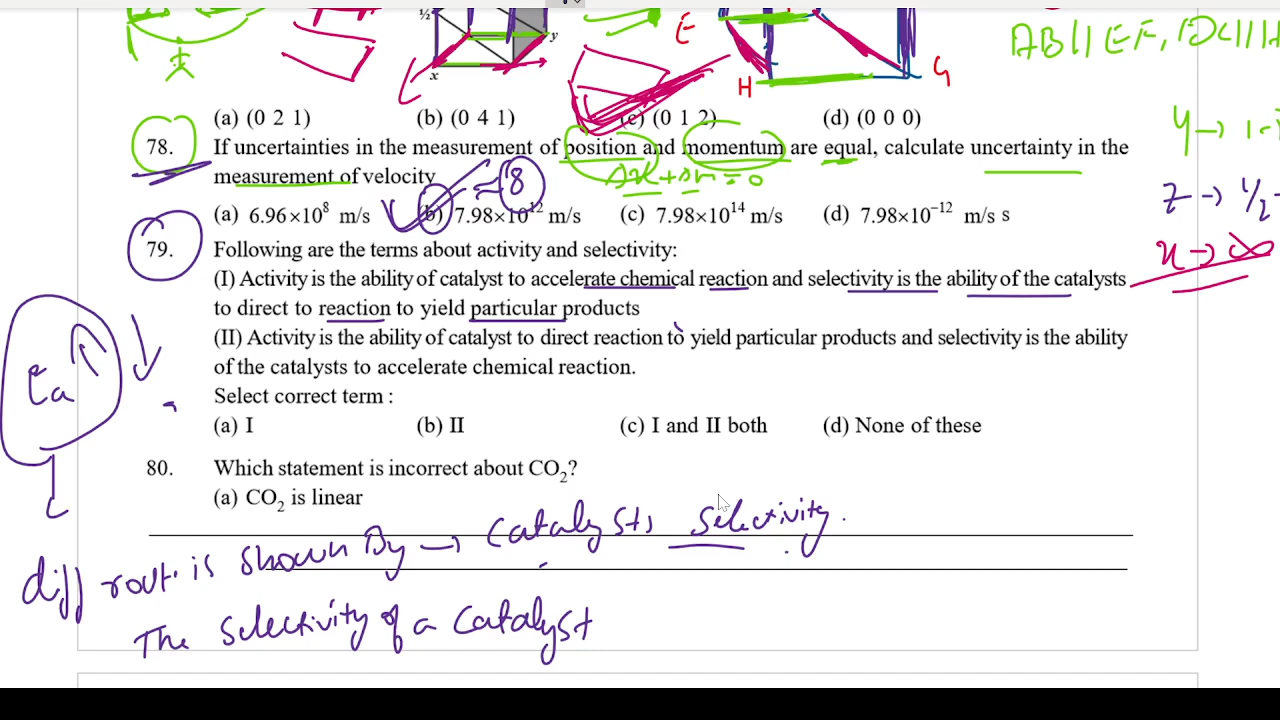 ½
y
x
E
H
G
AB || EF, DC || H
(a) (0 2 1) (b) (0 4 1) (c) (0 1 2) (d) (0 0 0)
78. If uncertainties in the measurement of position and momentum are equal, calculate uncertainty in the
measurement of velocity
= 0
≈ 8
(a) 6.96×10⁸ m/s (b) 7.98×10¹² m/s (c) 7.98×10¹⁴ m/s (d) 7.98×10⁻¹² m/s s
y →
z → ½
x → ∞
79. Following are the terms about activity and selectivity:
(I) Activity is the ability of catalyst to accelerate chemical reaction and selectivity is the ability of the catalysts
to direct to reaction to yield particular products
(II) Activity is the ability of catalyst to direct reaction to yield particular products and selectivity is the ability
of the catalysts to accelerate chemical reaction.
Ea ↑ ↓
Select correct term :
(a) I (b) II (c) I and II both (d) None of these
80. Which statement is incorrect about CO₂?
(a) CO₂ is linear
diff rout. is shown By → Catalysts, Selectivity.
The Selectivity of a Catalyst